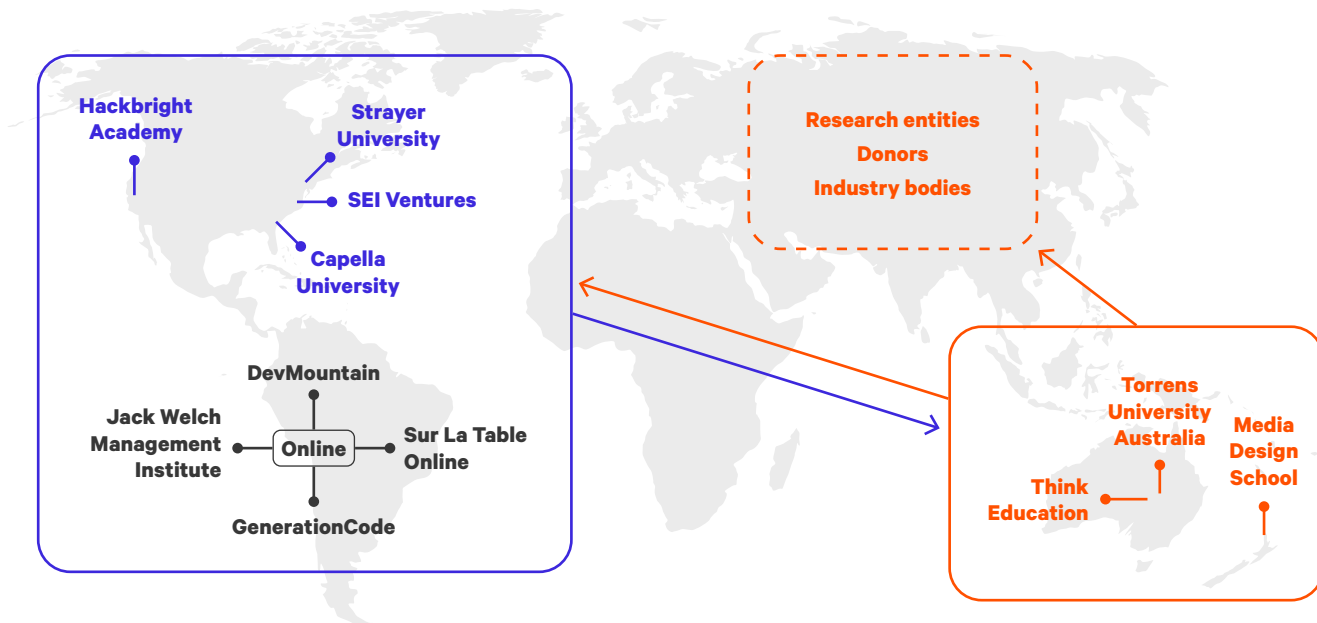 Hackbright
Academy
Strayer
University
SEI Ventures
Capella
University
DevMountain
Jack Welch
Management
Institute
Online
Sur La Table
Online
GenerationCode
Research entities
Donors
Industry bodies
Torrens
University
Australia
Media
Design
School
Think
Education